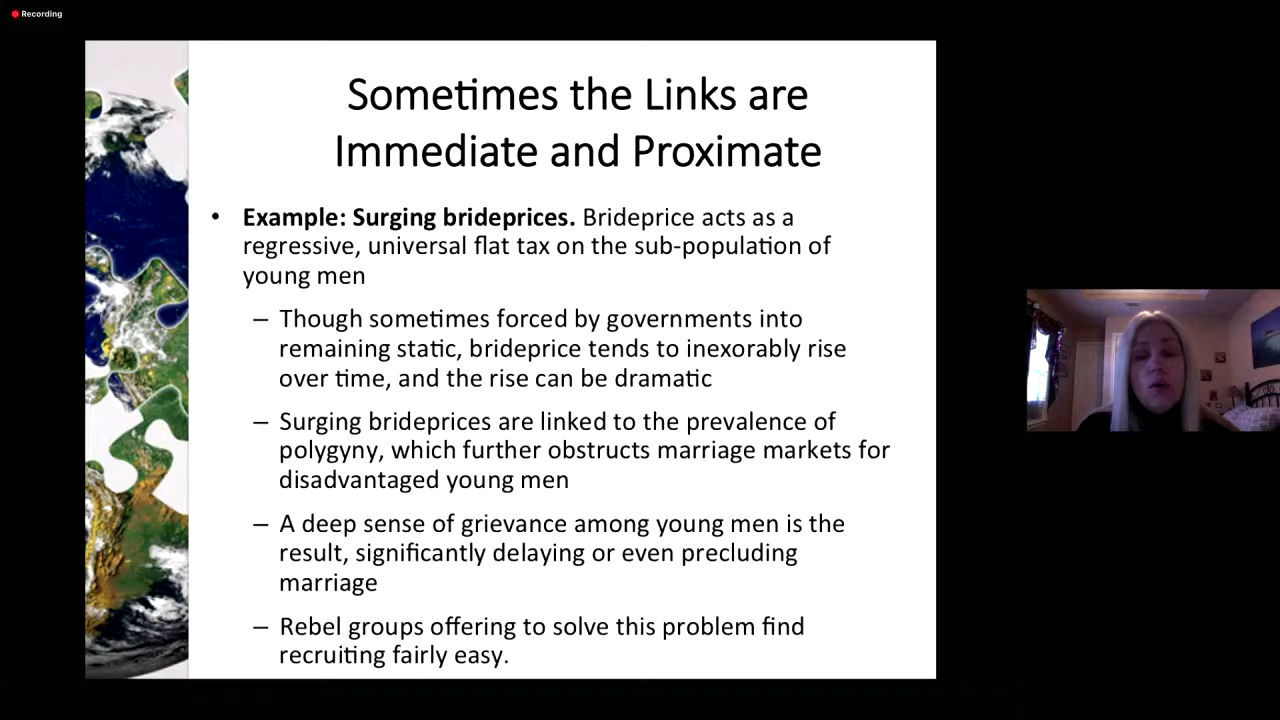 Recording
Sometimes the Links are
Immediate and Proximate
• Example: Surging brideprices. Brideprice acts as a
regressive, universal flat tax on the sub-population of
young men
– Though sometimes forced by governments into
remaining static, brideprice tends to inexorably rise
over time, and the rise can be dramatic
– Surging brideprices are linked to the prevalence of
polygyny, which further obstructs marriage markets for
disadvantaged young men
– A deep sense of grievance among young men is the
result, significantly delaying or even precluding
marriage
– Rebel groups offering to solve this problem find
recruiting fairly easy.